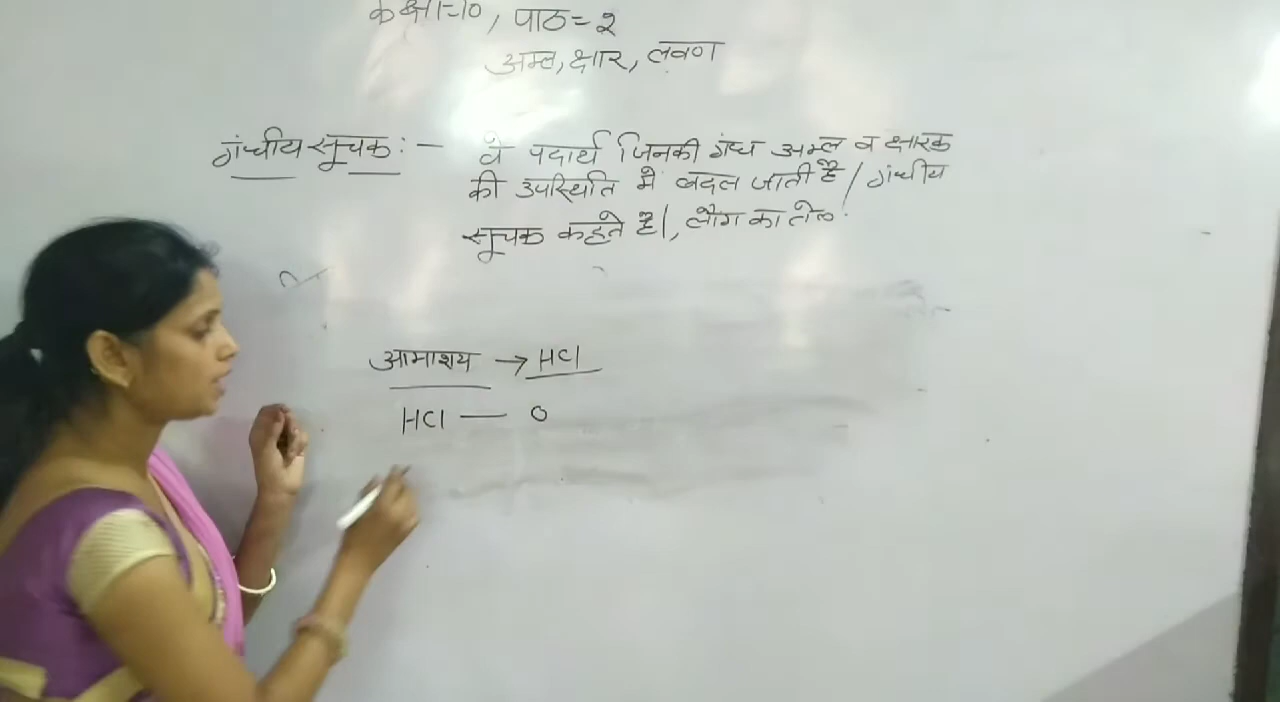 कक्षा=10, पाठ=2
अम्ल, क्षार, लवण
गंधीय सूचक :- वे पदार्थ जिनकी गंध अम्ल व क्षारक
की उपस्थिति में बदल जाती है / गंधीय
सूचक कहते है|, लौंग का तेल
आमाशय → HCl
HCl — 0